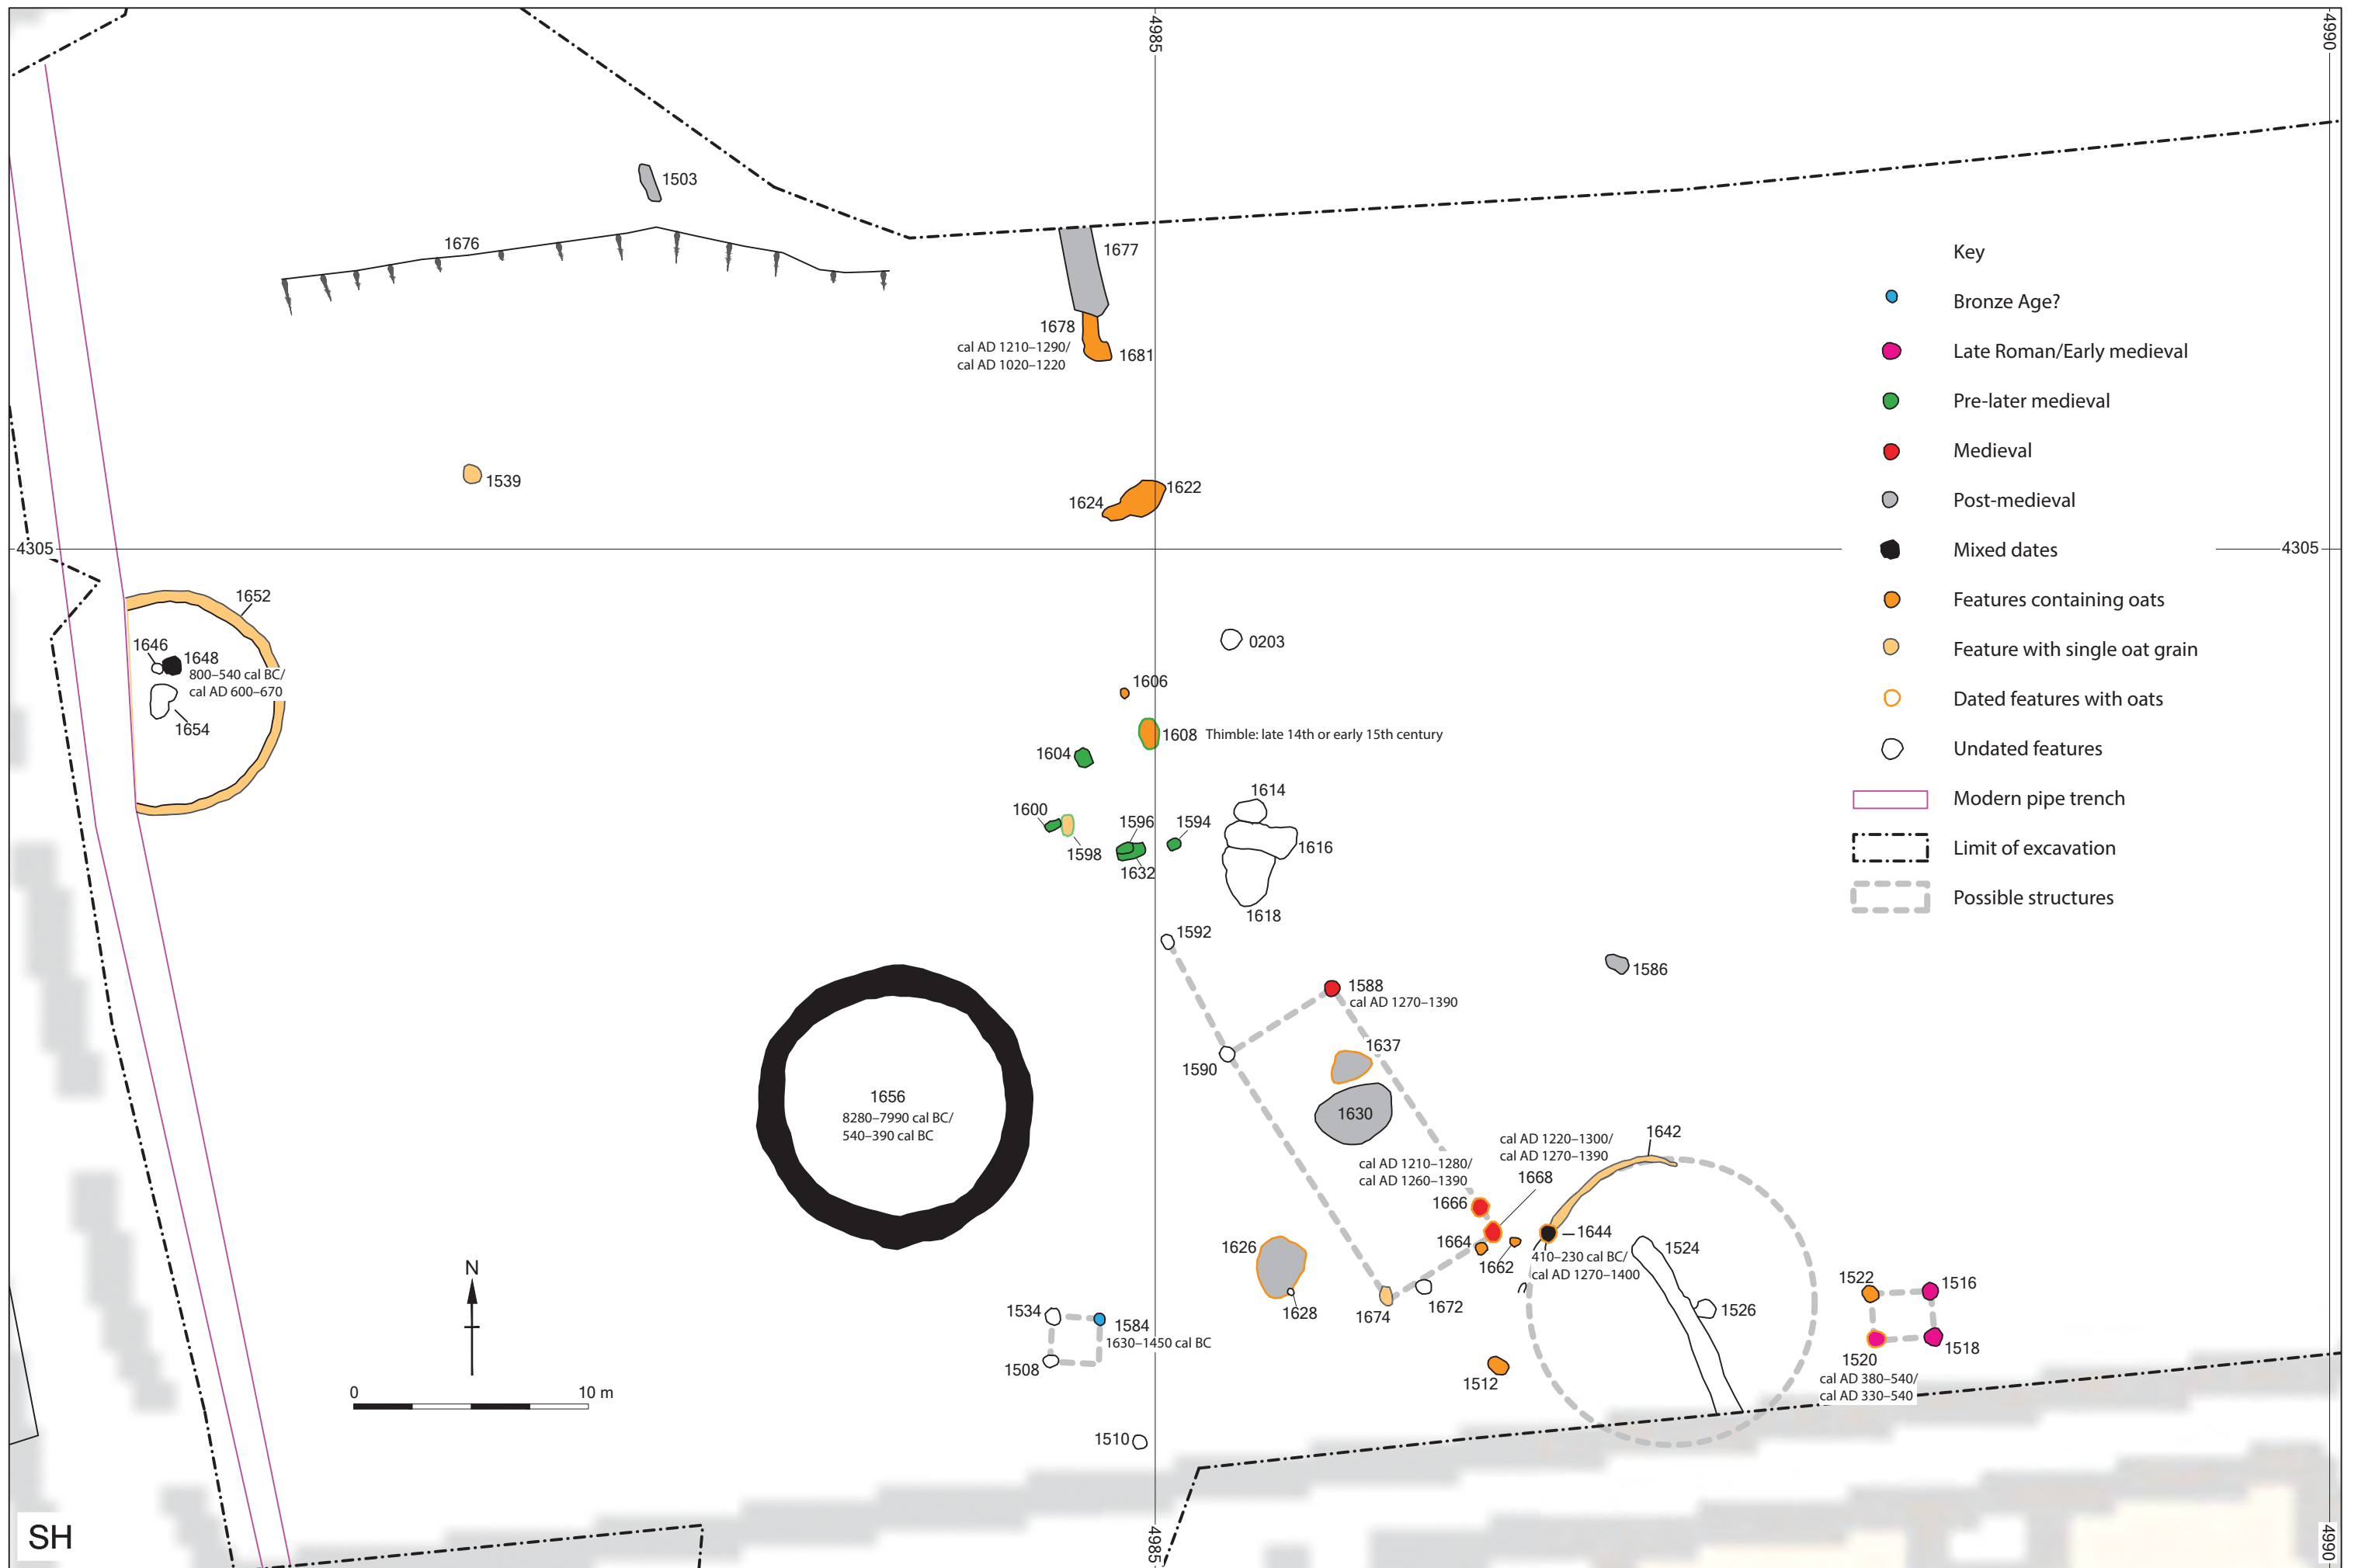 4985
4990
1503
1676
1677
1678
cal AD 1210–1290/
cal AD 1020–1220
1681
1539
1622
1624
4305
4305
1652
1646
1648
800–540 cal BC/
cal AD 600–670
1654
0203
1606
1608 Thimble: late 14th or early 15th century
1604
1600
1598
1596
1594
1632
1614
1616
1618
1592
1586
1588
cal AD 1270–1390
1590
1637
1630
1656
8280–7990 cal BC/
540–390 cal BC
cal AD 1220–1300/
cal AD 1270–1390
1642
cal AD 1210–1280/
cal AD 1260–1390
1668
1666
1664
1662
1644
410–230 cal BC/
cal AD 1270–1400
1524
1526
1626
1628
1674
1672
1522
1516
1518
1520
cal AD 380–540/
cal AD 330–540
1534
1584
1630–1450 cal BC
1508
1512
1510
N
0 10 m
SH
4985
4990
Key
Bronze Age?
Late Roman/Early medieval
Pre-later medieval
Medieval
Post-medieval
Mixed dates
Features containing oats
Feature with single oat grain
Dated features with oats
Undated features
Modern pipe trench
Limit of excavation
Possible structures